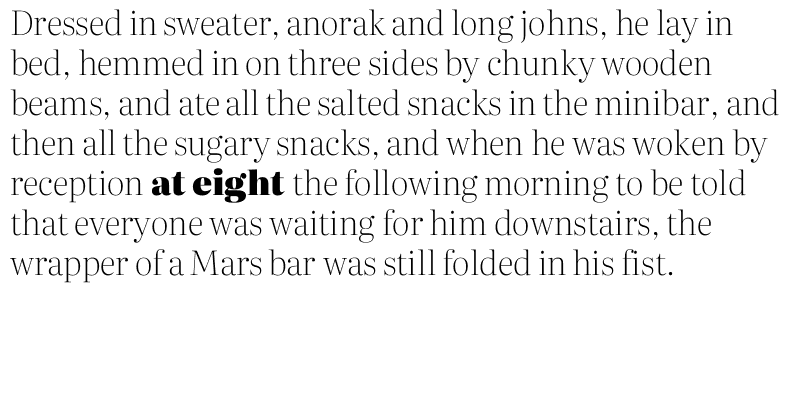 Dressed in sweater, anorak and long johns, he lay in
bed, hemmed in on three sides by chunky wooden
beams, and ate all the salted snacks in the minibar, and
then all the sugary snacks, and when he was woken by
reception at eight the following morning to be told
that everyone was waiting for him downstairs, the
wrapper of a Mars bar was still folded in his fist.